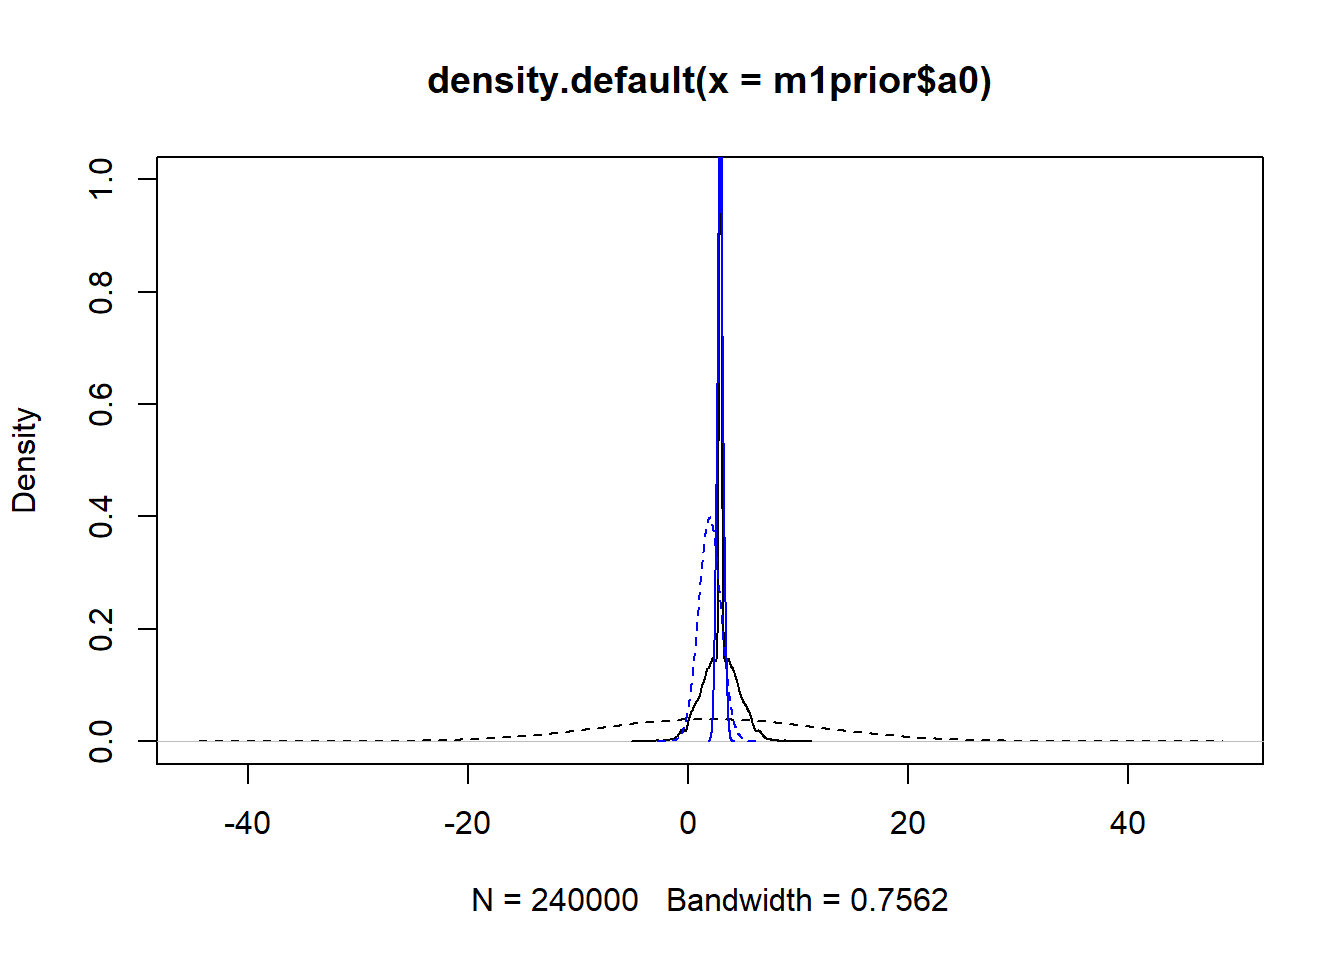 density.default(x = m1prior$a0)
Density
1.0
0.8
0.6
0.4
0.2
0.0
-40 -20 0 20 40
N = 240000 Bandwidth = 0.7562